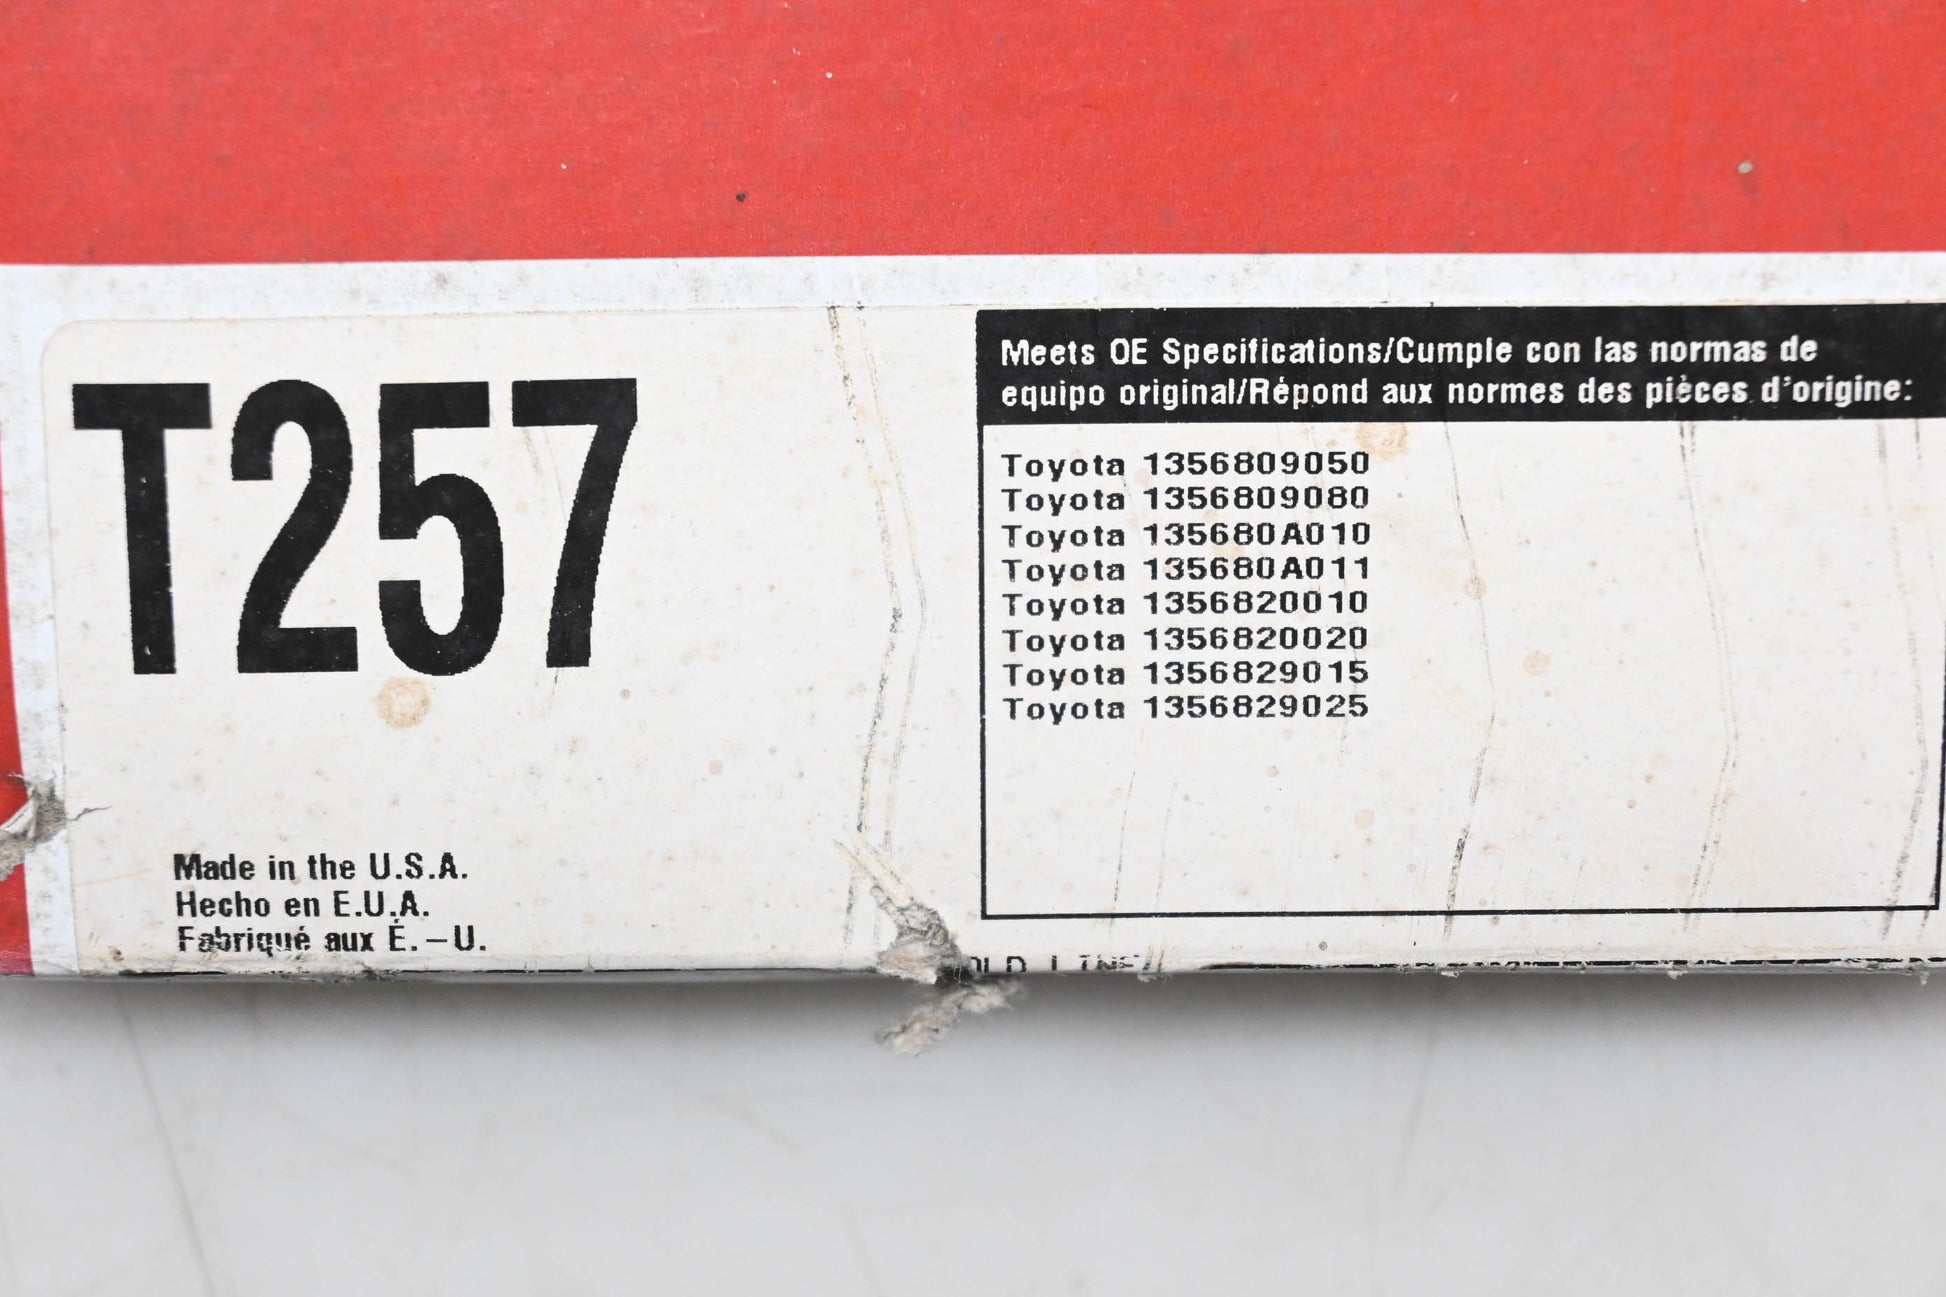 T257
Made in the U.S.A.
Hecho en E.U.A.
Fabriqué aux É.-U.
Meets OE Specifications/Cumple con las normas de
equipo original/Répond aux normes des pièces d'origine:
Toyota 1356809050
Toyota 1356809080
Toyota 135680A010
Toyota 135680A011
Toyota 1356820010
Toyota 1356820020
Toyota 1356829015
Toyota 1356829025